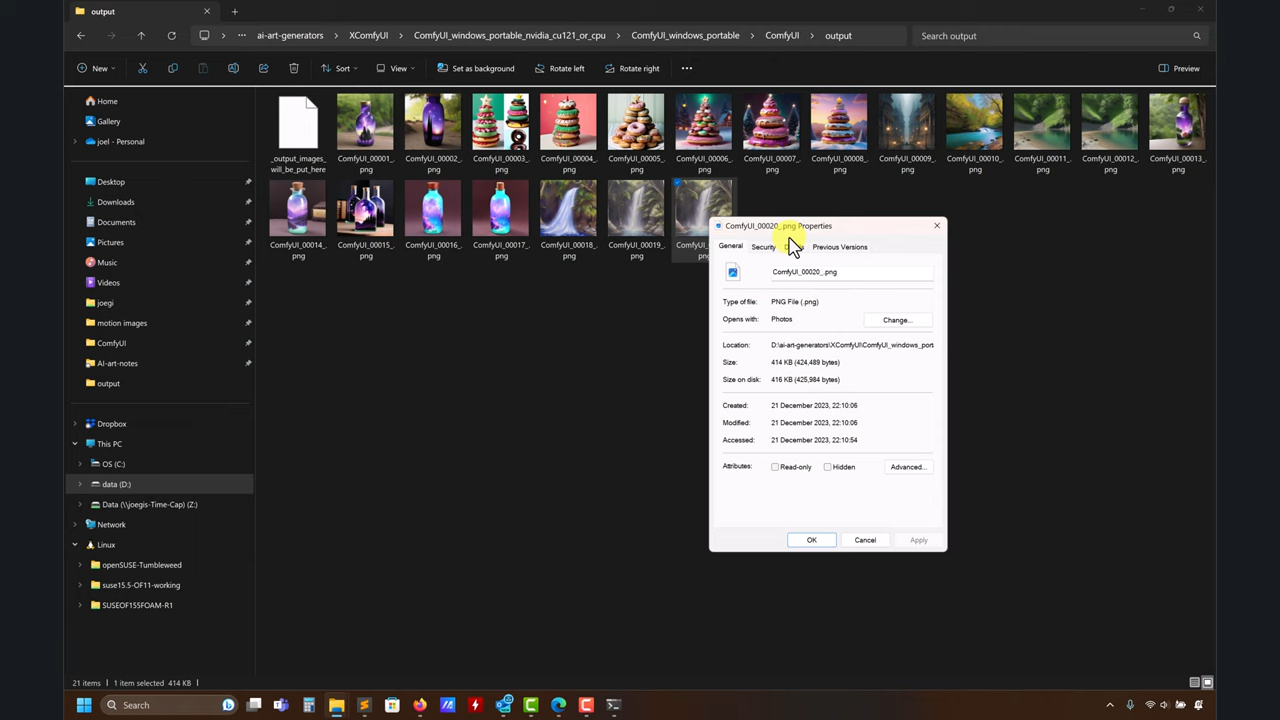 output
ai-art-generators
XComfyUI
ComfyUI_windows_portable_nvidia_cu121_or_cpu
ComfyUI_windows_portable
ComfyUI
output
Search output
New
Sort
View
Set as background
Rotate left
Rotate right
Preview
Home
Gallery
joel - Personal
Desktop
Downloads
Documents
Pictures
Music
Videos
joegi
motion images
ComfyUI
AI-art-notes
output
Dropbox
This PC
OS (C:)
data (D:)
Data (\\joegis-Time-Cap) (Z:)
Network
Linux
openSUSE-Tumbleweed
suse15.5-OF11-working
SUSEOF155FOAM-R1
_output_images_will_be_put_here
ComfyUI_00001_.png
ComfyUI_00002_.png
ComfyUI_00003_.png
ComfyUI_00004_.png
ComfyUI_00005_.png
ComfyUI_00006_.png
ComfyUI_00007_.png
ComfyUI_00008_.png
ComfyUI_00009_.png
ComfyUI_00010_.png
ComfyUI_00011_.png
ComfyUI_00012_.png
ComfyUI_00013_.png
ComfyUI_00014_.png
ComfyUI_00015_.png
ComfyUI_00016_.png
ComfyUI_00017_.png
ComfyUI_00018_.png
ComfyUI_00019_.png
ComfyUI_00020_.png Properties
General
Security
Previous Versions
ComfyUI_00020_.png
Type of file: PNG File (.png)
Opens with: Photos
Change...
Location: D:\ai-art-generators\XComfyUI\ComfyUI_windows_port
Size: 414 KB (424,489 bytes)
Size on disk: 416 KB (425,984 bytes)
Created: 21 December 2023, 22:10:06
Modified: 21 December 2023, 22:10:06
Accessed: 21 December 2023, 22:10:54
Attributes: Read-only Hidden Advanced...
OK Cancel Apply
21 items 1 item selected 414 KB
Search